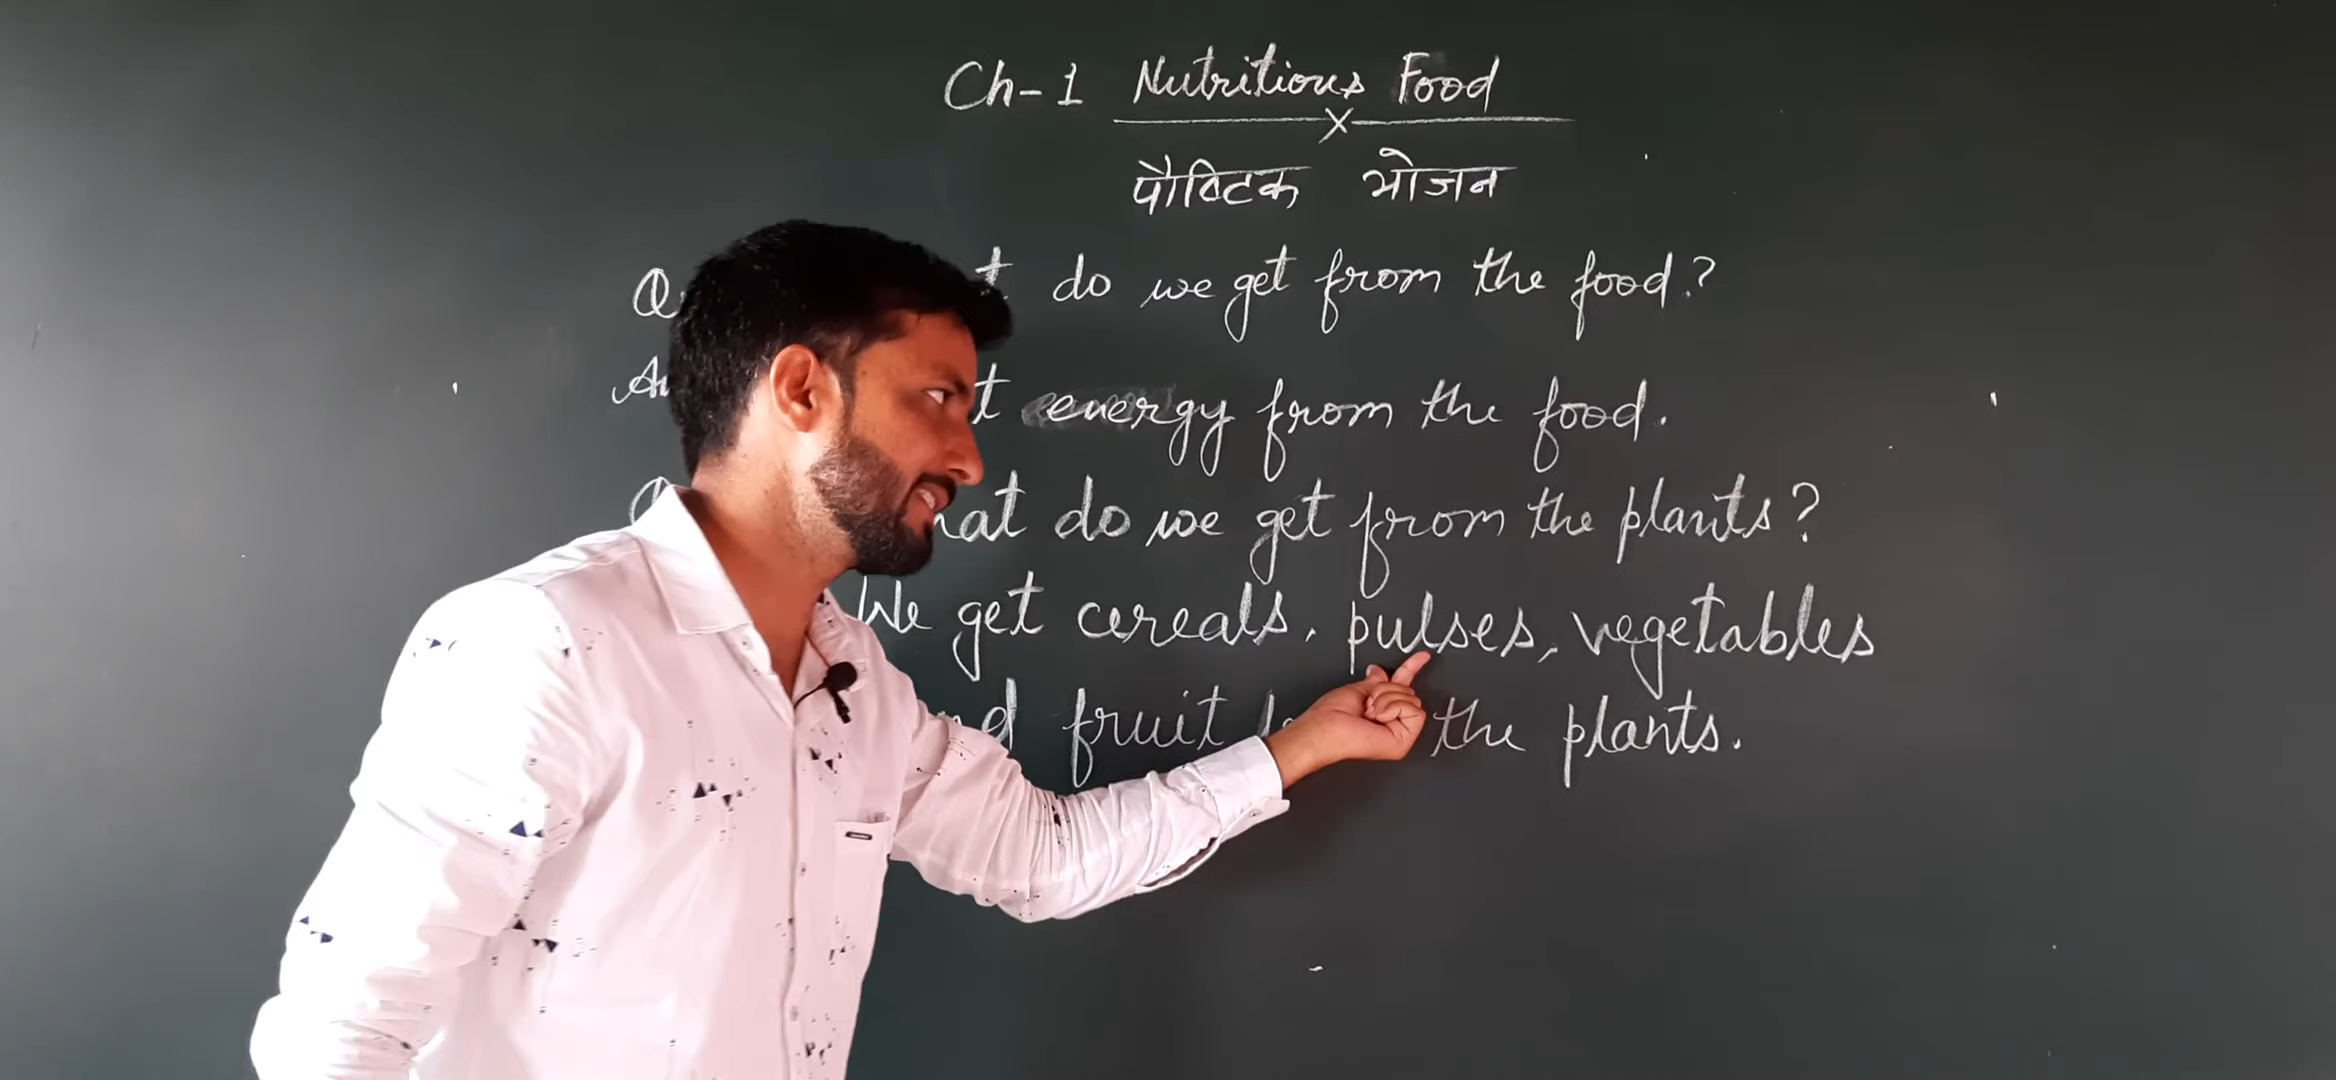 Ch-1 Nutritious Food
पौष्टिक भोजन
do we get from the food?
energy from the food.
do we get from the plants?
We get cereals, pulses, vegetables
fruit the plants.